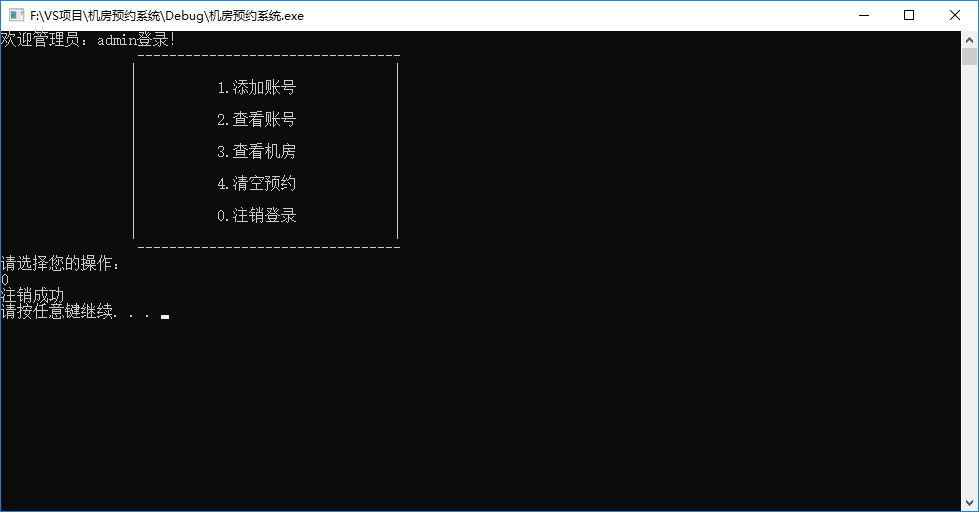 F:\VS项目\机房预约系统\Debug\机房预约系统.exe
欢迎管理员：admin登录!
---------------------------------
1.添加账号
2.查看账号
3.查看机房
4.清空预约
0.注销登录
---------------------------------
请选择您的操作：
0
注销成功
请按任意键继续. . .